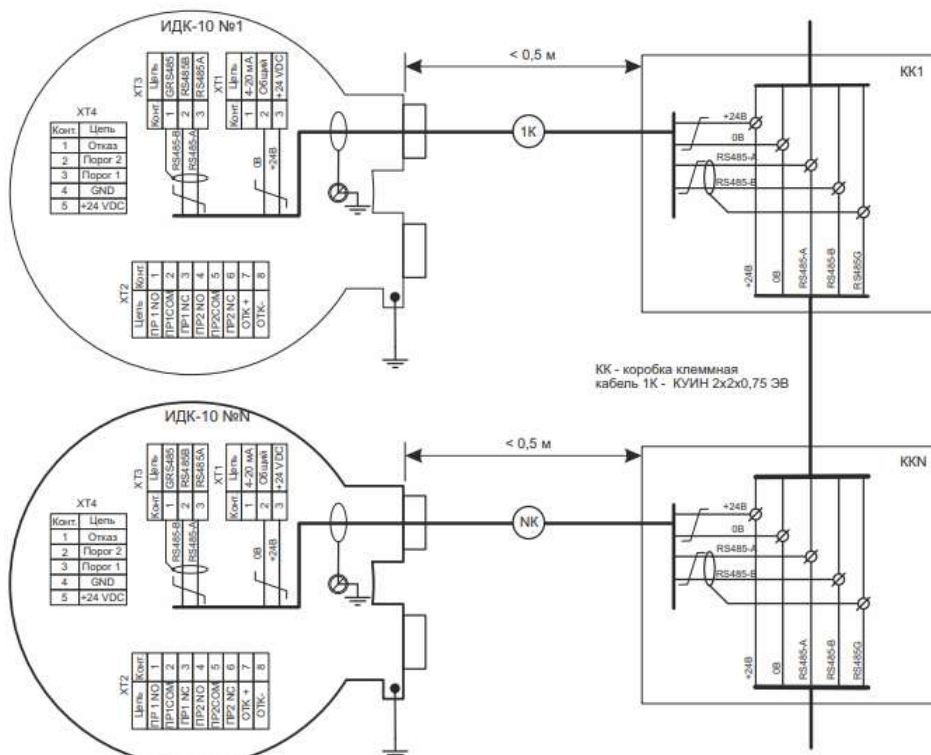 ИДК-10 №1
XT3
Конт. Цепь
1 GRS485
2 RS485B
3 RS485A
XT1
Конт. Цепь
1 4-20 мА
2 Общий
3 +24 VDC
RS485-B
RS485-A
0В
+24В
XT4
Конт. Цепь
1 Отказ
2 Порог 2
3 Порог 1
4 GND
5 +24 VDC
XT2
Цепь Конт.
ПР 1 NO 1
ПР1COM 2
ПР1 NC 3
ПР2 NO 4
ПР2COM 5
ПР2 NC 6
ОТК + 7
ОТК- 8
< 0,5 м
1К
КК1
+24В
0В
RS485-A
RS485-B
+24В
0В
RS485-A
RS485-B
RS485G
КК - коробка клеммная
кабель 1К - КУИН 2х2х0,75 ЭВ
ИДК-10 №N
XT3
Конт. Цепь
1 GRS485
2 RS485B
3 RS485A
XT1
Конт. Цепь
1 4-20 мА
2 Общий
3 +24 VDC
RS485-B
RS485-A
0В
+24В
XT4
Конт. Цепь
1 Отказ
2 Порог 2
3 Порог 1
4 GND
5 +24 VDC
XT2
Цепь Конт.
ПР 1 NO 1
ПР1COM 2
ПР1 NC 3
ПР2 NO 4
ПР2COM 5
ПР2 NC 6
ОТК + 7
ОТК- 8
< 0,5 м
NК
ККN
+24В
0В
RS485-A
RS485-B
+24В
0В
RS485-A
RS485-B
RS485G